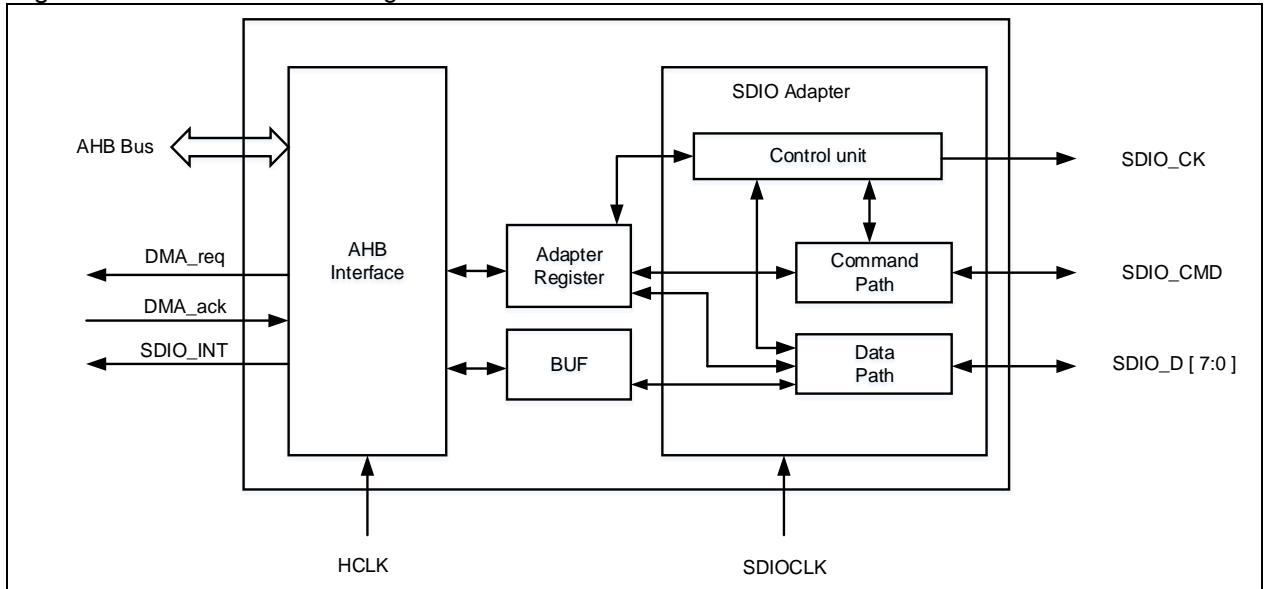 SDIO Adapter
AHB Bus
Control unit
SDIO_CK
DMA_req
AHB
Interface
Adapter
Register
Command
Path
SDIO_CMD
DMA_ack
SDIO_INT
BUF
Data
Path
SDIO_D [ 7:0 ]
HCLK
SDIOCLK